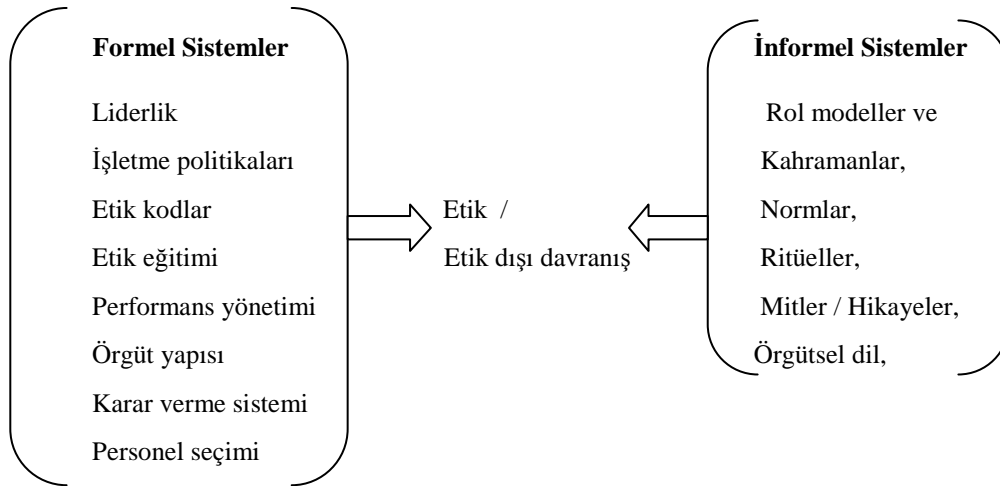 Formel Sistemler
Liderlik
İşletme politikaları
Etik kodlar
Etik eğitimi
Performans yönetimi
Örgüt yapısı
Karar verme sistemi
Personel seçimi
Etik /
Etik dışı davranış
İnformel Sistemler
Rol modeller ve
Kahramanlar,
Normlar,
Ritüeller,
Mitler / Hikayeler,
Örgütsel dil,